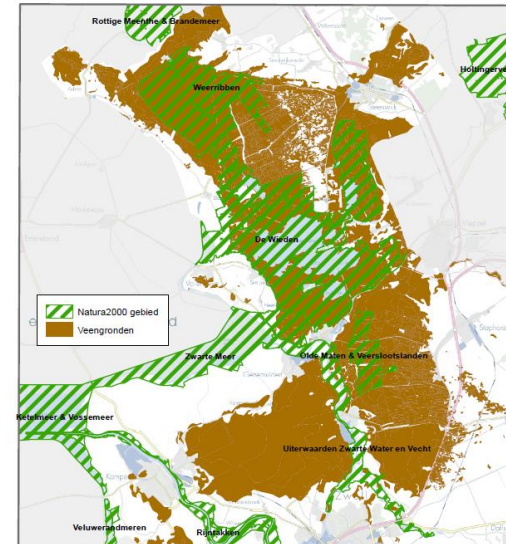 Rottige Meenthe & Brandemeer
Holtingerve
Weerribben
De Wieden
Natura2000 gebied
Veengronden
Zwarte Meer
Olde Maten & Veerslootslanden
Ketelmeer & Vossemeer
Uiterwaarden Zwarte Water en Vecht
Veluwerandmeren
Rijntakken